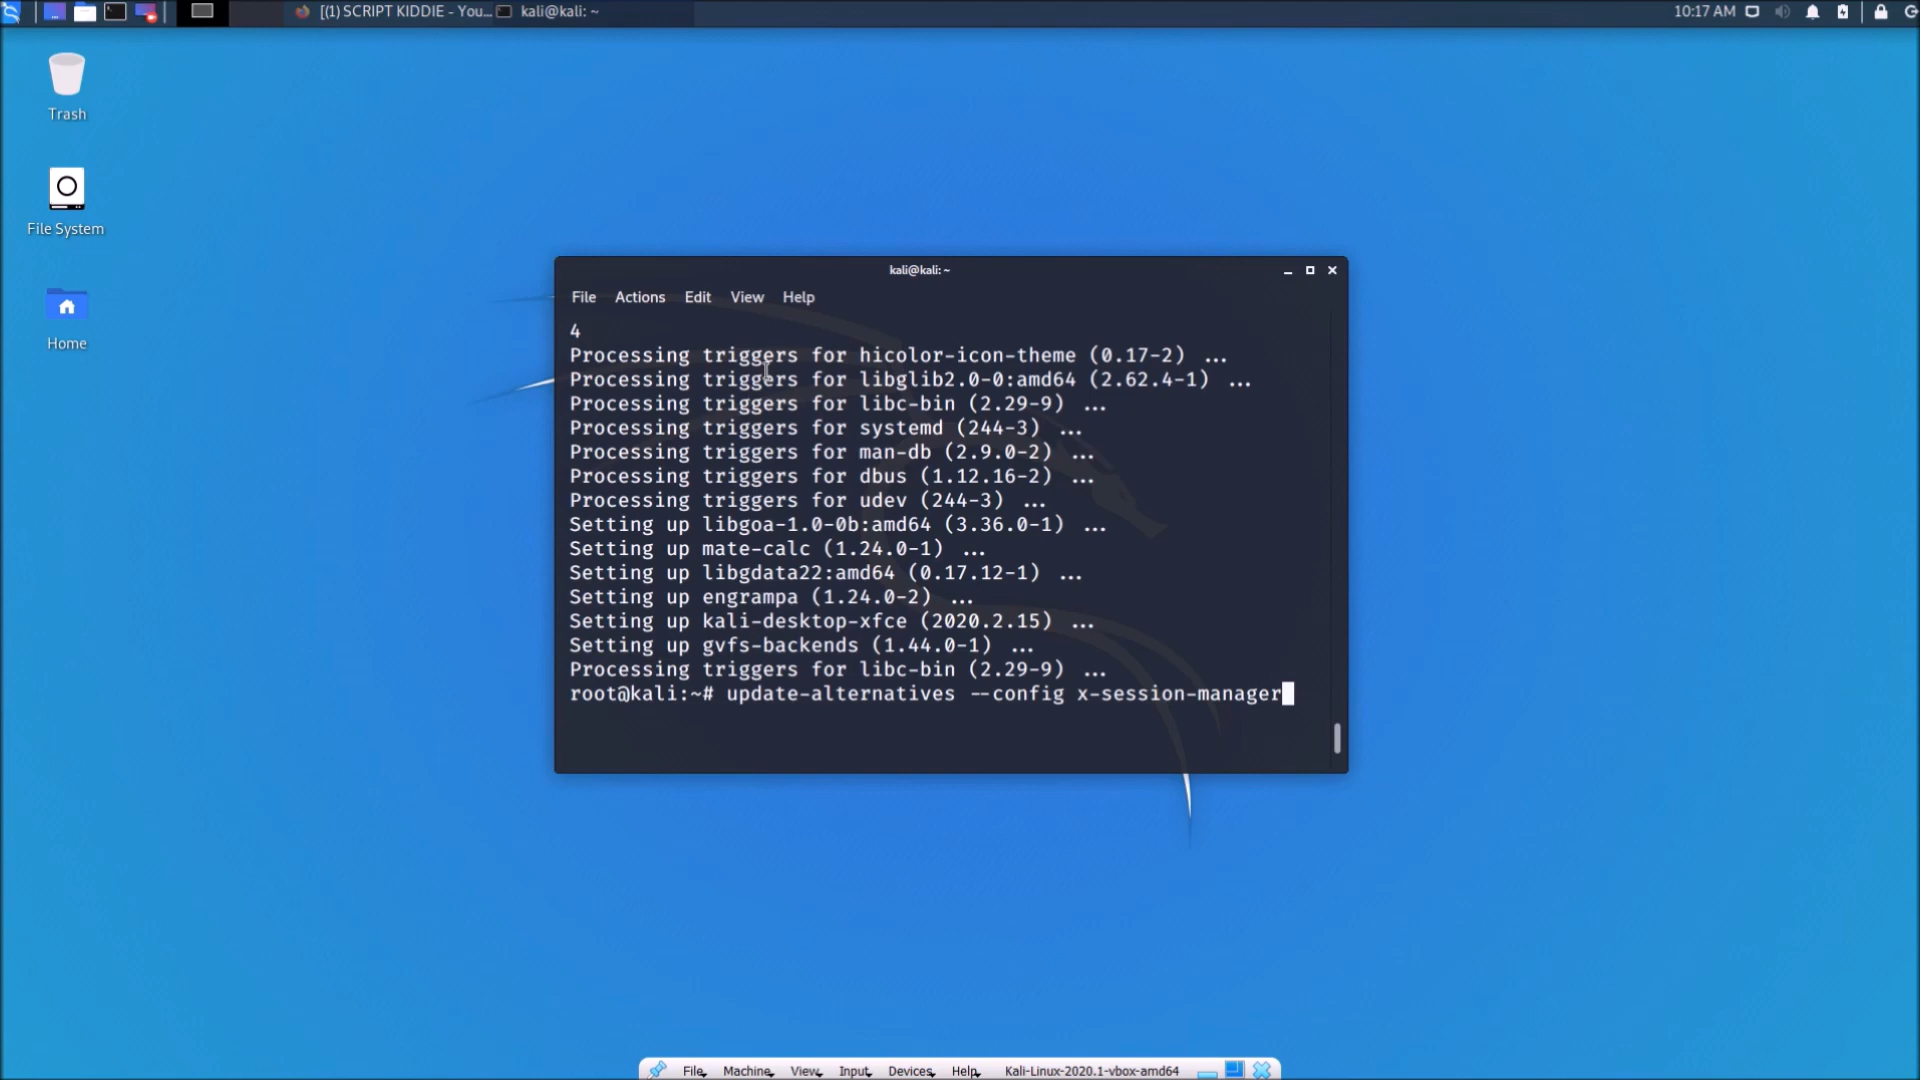 [(1) SCRIPT KIDDIE - You...
kali@kali: ~
10:17 AM
Trash
File System
Home
kali@kali: ~
File Actions Edit View Help
4
Processing triggers for hicolor-icon-theme (0.17-2) ...
Processing triggers for libglib2.0-0:amd64 (2.62.4-1) ...
Processing triggers for libc-bin (2.29-9) ...
Processing triggers for systemd (244-3) ...
Processing triggers for man-db (2.9.0-2) ...
Processing triggers for dbus (1.12.16-2) ...
Processing triggers for udev (244-3) ...
Setting up libgoa-1.0-0b:amd64 (3.36.0-1) ...
Setting up mate-calc (1.24.0-1) ...
Setting up libgdata22:amd64 (0.17.12-1) ...
Setting up engrampa (1.24.0-2) ...
Setting up kali-desktop-xfce (2020.2.15) ...
Setting up gvfs-backends (1.44.0-1) ...
Processing triggers for libc-bin (2.29-9) ...
root@kali:~# update-alternatives --config x-session-manager
File Machine View Input Devices Help Kali-Linux-2020.1-vbox-amd64